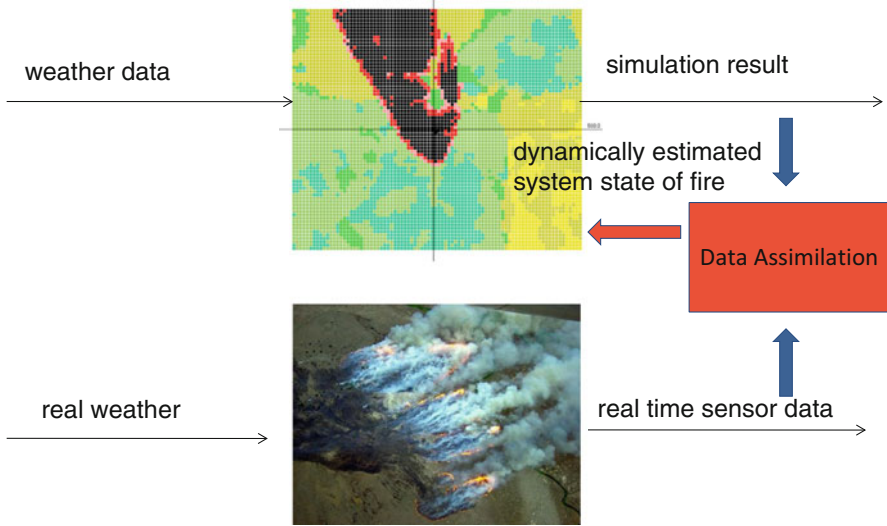 weather data
simulation result
dynamically estimated
system state of fire
Data Assimilation
real weather
real time sensor data